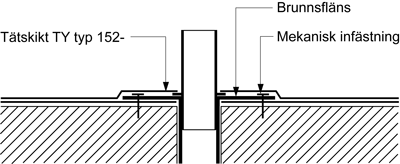 Brunnsfläns
Tätskikt TY typ 152-
Mekanisk infästning